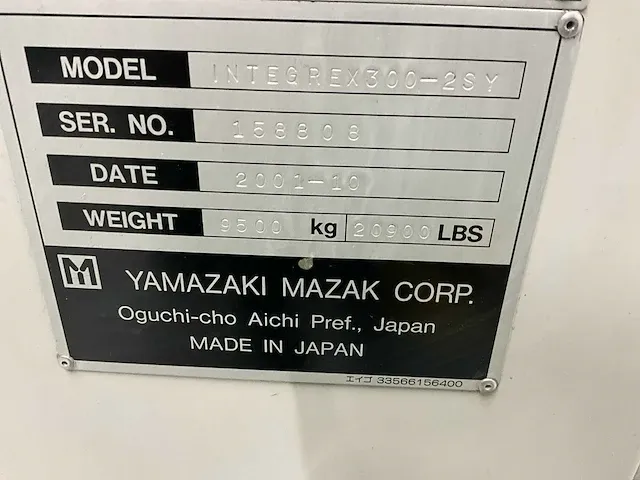 MODEL INTEGREX300-2SY
SER. NO. 158808
DATE 2001-10
WEIGHT 9500 kg 20900 LBS
YAMAZAKI MAZAK CORP.
Oguchi-cho Aichi Pref., Japan
MADE IN JAPAN
エイゴ 33566156400